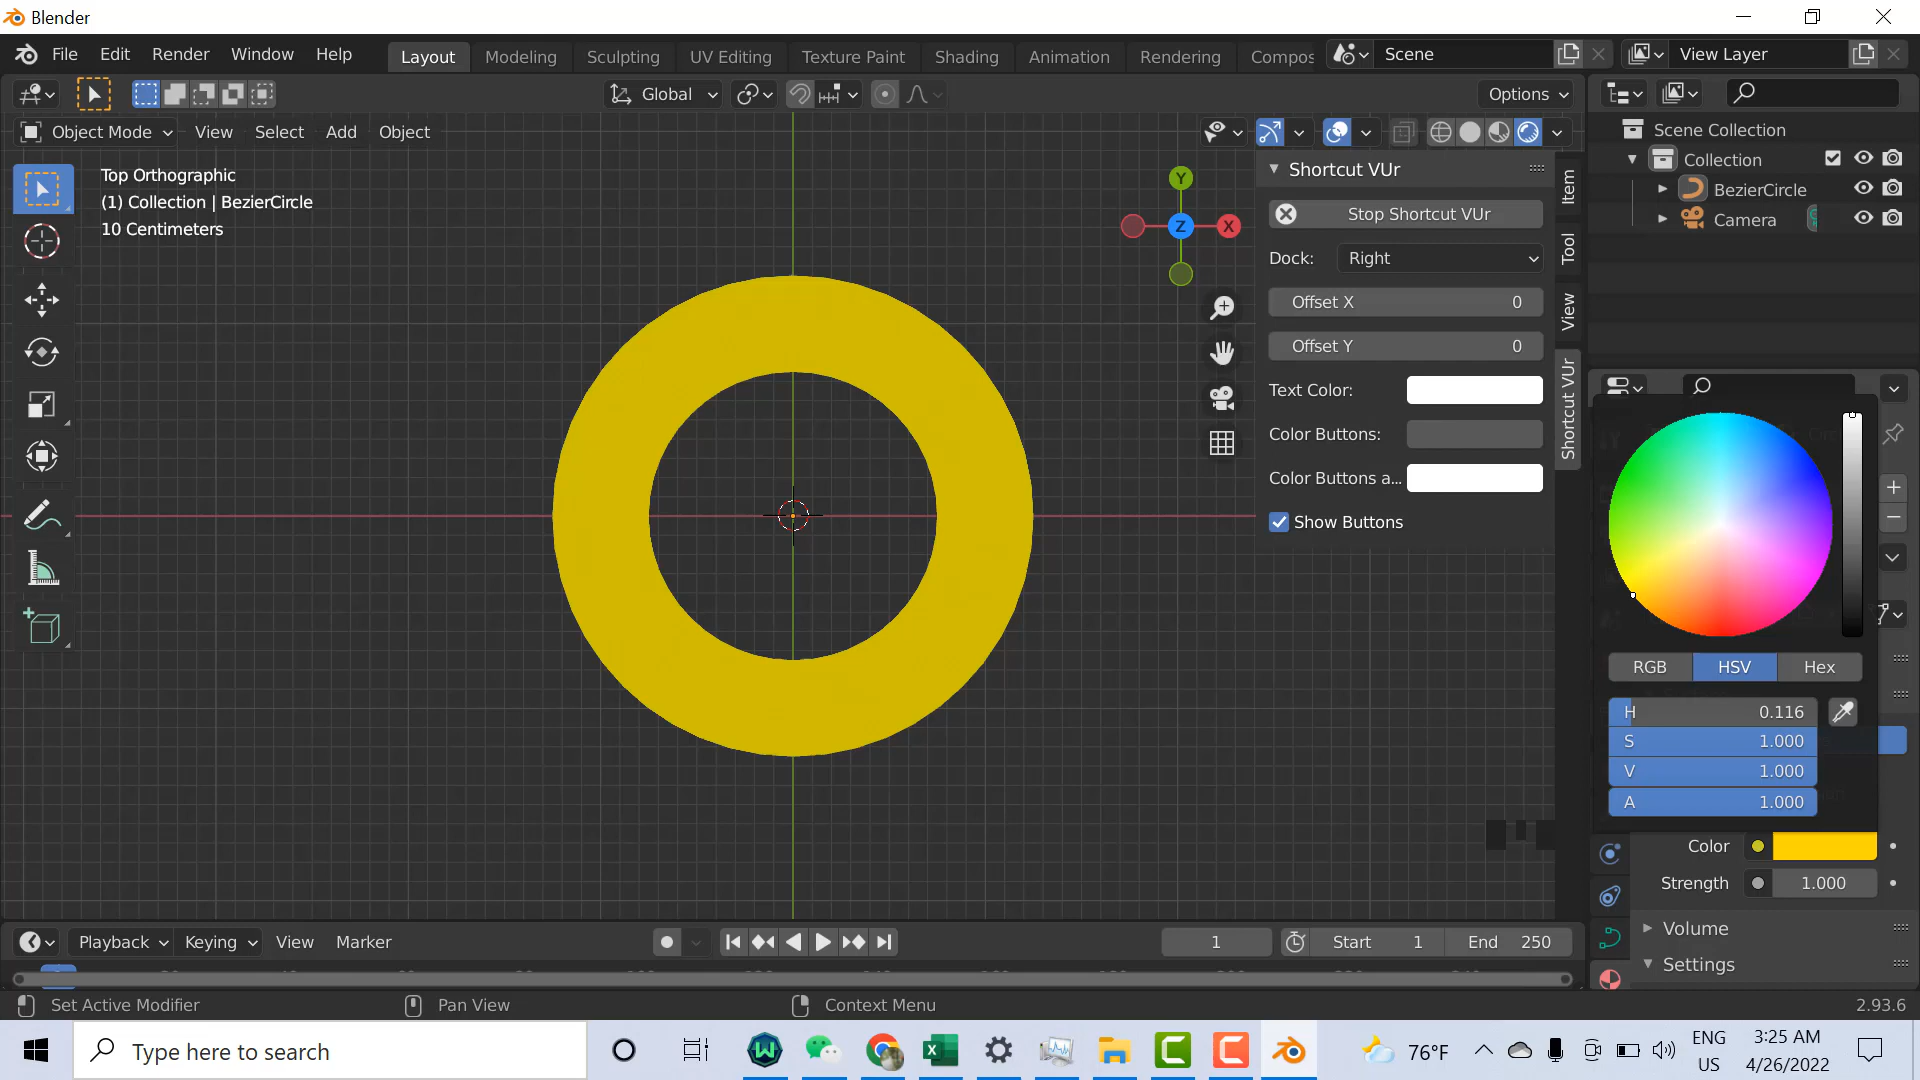 Blender
File Edit Render Window Help Layout Modeling Sculpting UV Editing Texture Paint Shading Animation Rendering Compos Scene View Layer
Global Options
Object Mode View Select Add Object
Top Orthographic
(1) Collection | BezierCircle
10 Centimeters
Y
X
Z
Shortcut VUr
Stop Shortcut VUr
Dock: Right
Offset X 0
Offset Y 0
Text Color:
Color Buttons:
Color Buttons a...
Show Buttons
Item
Tool
View
Shortcut VUr
Scene Collection
Collection
BezierCircle
Camera
RGB HSV Hex
H 0.116
S 1.000
V 1.000
A 1.000
Color
Strength 1.000
Volume
Settings
Playback Keying View Marker 1 Start 1 End 250
Set Active Modifier Pan View Context Menu 2.93.6
Type here to search
76°F
ENG
US
3:25 AM
4/26/2022